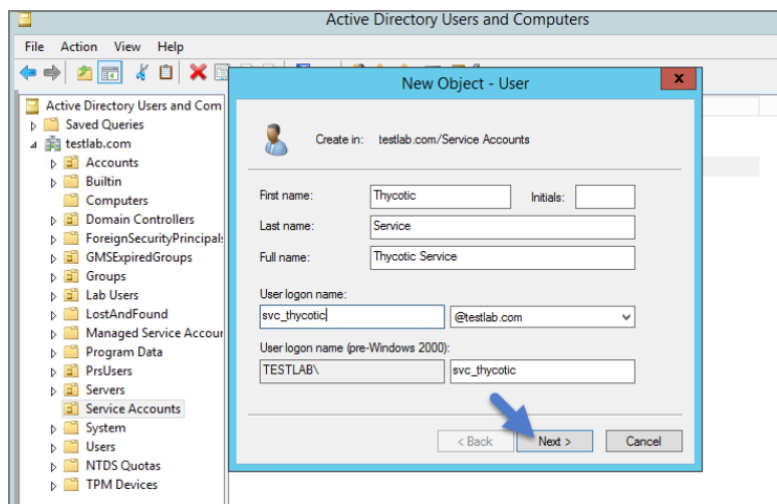 Active Directory Users and Computers
File Action View Help
Active Directory Users and Com
Saved Queries
testlab.com
Accounts
Builtin
Computers
Domain Controllers
ForeignSecurityPrincipals
GMSExpiredGroups
Groups
Lab Users
LostAndFound
Managed Service Accour
Program Data
PrsUsers
Servers
Service Accounts
System
Users
NTDS Quotas
TPM Devices
New Object - User
x
Create in: testlab.com/Service Accounts
First name: Thycotic Initials:
Last name: Service
Full name: Thycotic Service
User logon name:
svc_thycotic @testlab.com
User logon name (pre-Windows 2000):
TESTLAB\ svc_thycotic
< Back Next > Cancel